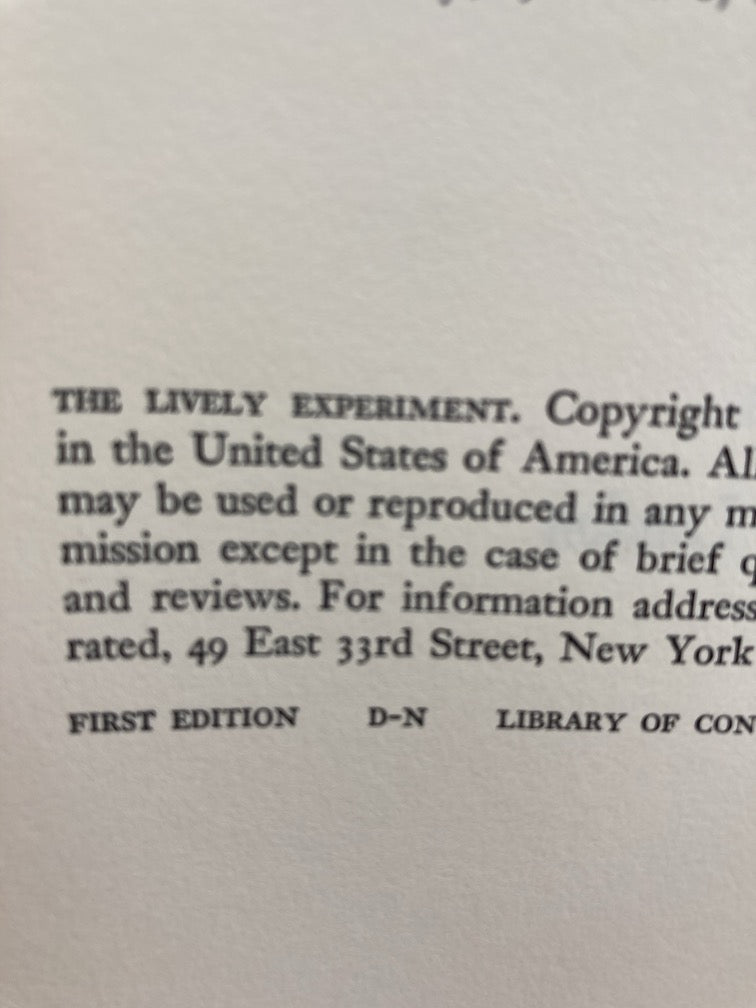 THE LIVELY EXPERIMENT. Copyright
in the United States of America. Al
may be used or reproduced in any m
mission except in the case of brief q
and reviews. For information address
rated, 49 East 33rd Street, New York
FIRST EDITION D-N LIBRARY OF CON